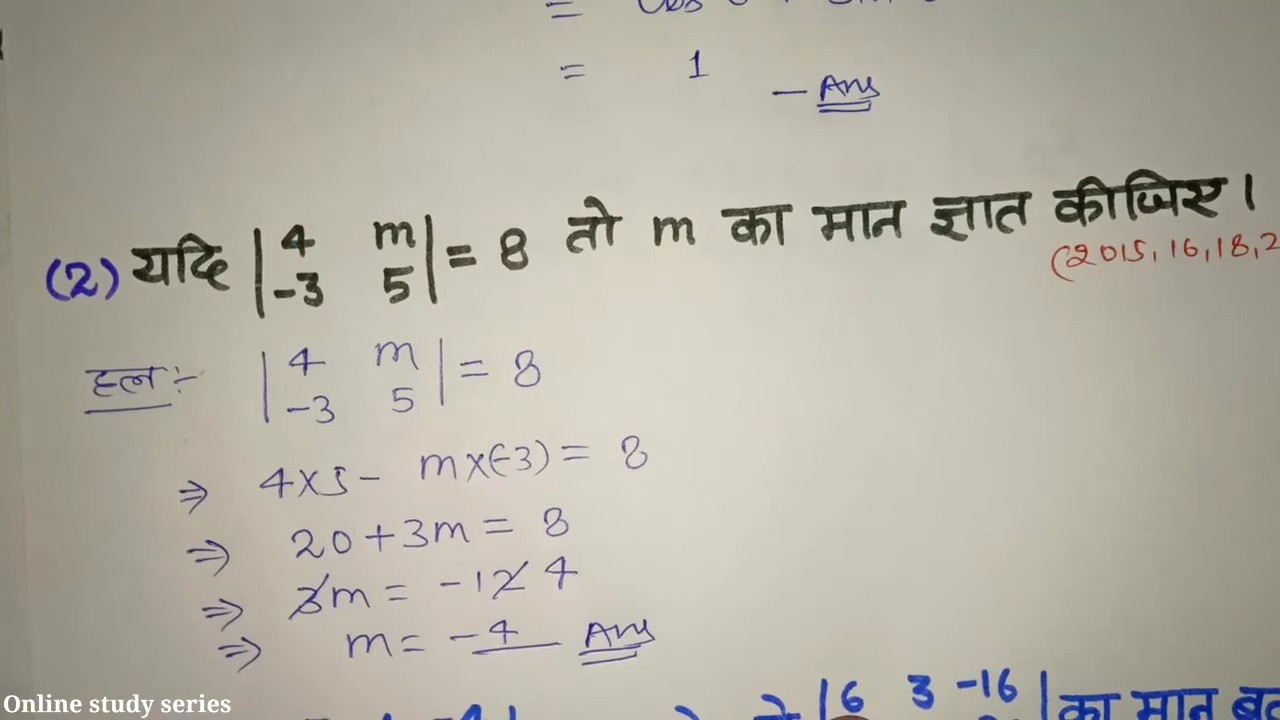 =
= 1 — Ans
(2) यदि |4 m| = 8 तो m का मान ज्ञात कीजिए।
|-3 5|
(2015, 16, 18, 2
हल :- |4 m| = 8
|-3 5|
⇒ 4×5 - m×(-3) = 8
⇒ 20 + 3m = 8
⇒ 3m = -12 4
⇒ m = -4 Ans
|6 3 -16| का मान
Online study series